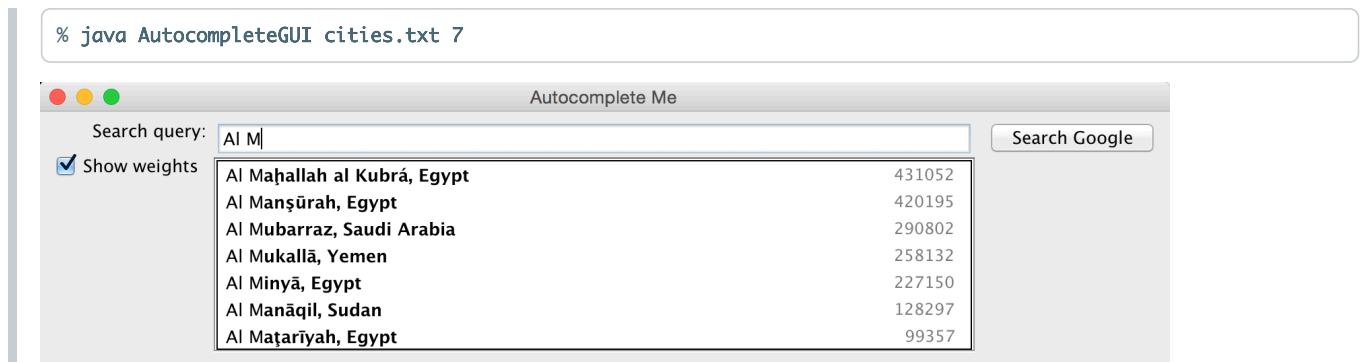 % java AutocompleteGUI cities.txt 7
Autocomplete Me
Search query: Al M Search Google
Show weights
Al Maḩallah al Kubrá, Egypt 431052
Al Manşūrah, Egypt 420195
Al Mubarraz, Saudi Arabia 290802
Al Mukallā, Yemen 258132
Al Minyā, Egypt 227150
Al Manāqil, Sudan 128297
Al Maţarīyah, Egypt 99357